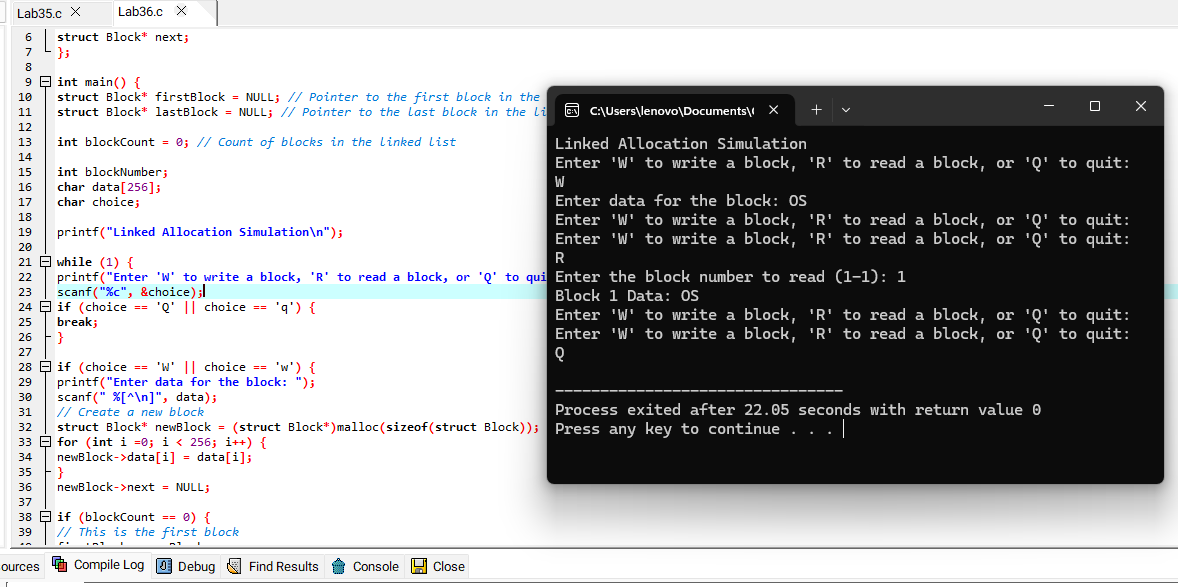 Lab35.c
Lab36.c
6 struct Block* next;
7 };
8
9 int main() {
10 struct Block* firstBlock = NULL; // Pointer to the first block in the
11 struct Block* lastBlock = NULL; // Pointer to the last block in the li
12
13 int blockCount = 0; // Count of blocks in the linked list
14
15 int blockNumber;
16 char data[256];
17 char choice;
18
19 printf("Linked Allocation Simulation\n");
20
21 while (1) {
22 printf("Enter 'W' to write a block, 'R' to read a block, or 'Q' to qui
23 scanf("%c", &choice);
24 if (choice == 'Q' || choice == 'q') {
25 break;
26 }
27
28 if (choice == 'W' || choice == 'w') {
29 printf("Enter data for the block: ");
30 scanf(" %[^\n]", data);
31 // Create a new block
32 struct Block* newBlock = (struct Block*)malloc(sizeof(struct Block));
33 for (int i =0; i < 256; i++) {
34 newBlock->data[i] = data[i];
35 }
36 newBlock->next = NULL;
37
38 if (blockCount == 0) {
39 // This is the first block
C:\Users\lenovo\Documents\
Linked Allocation Simulation
Enter 'W' to write a block, 'R' to read a block, or 'Q' to quit:
W
Enter data for the block: OS
Enter 'W' to write a block, 'R' to read a block, or 'Q' to quit:
Enter 'W' to write a block, 'R' to read a block, or 'Q' to quit:
R
Enter the block number to read (1-1): 1
Block 1 Data: OS
Enter 'W' to write a block, 'R' to read a block, or 'Q' to quit:
Enter 'W' to write a block, 'R' to read a block, or 'Q' to quit:
Q
--------------------------------
Process exited after 22.05 seconds with return value 0
Press any key to continue . . .
ources Compile Log Debug Find Results Console Close